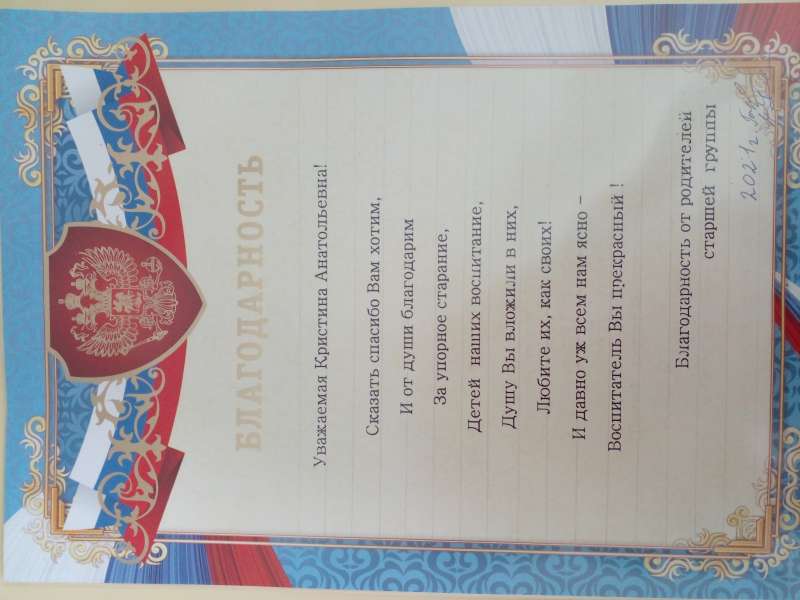 БЛАГОДАРНОСТЬ
Уважаемая Кристина Анатольевна!
Сказать спасибо Вам хотим,
И от души благодарим
За упорное старание,
Детей наших воспитание,
Душу Вы вложили в них,
Любите их, как своих!
И давно уж всем нам ясно –
Воспитатель Вы прекрасный !
Благодарность от родителей
старшей группы
2021г.